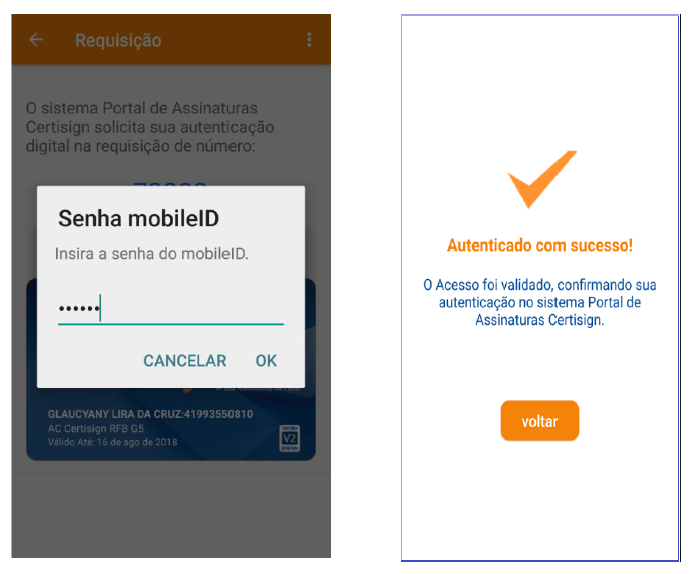 Requisição
O sistema Portal de Assinaturas
Certisign solicita sua autenticação
digital na requisição de número:
Senha mobileID
Insira a senha do mobileID.
••••••
CANCELAR OK
GLAUCYANY LIRA DA CRUZ:41993550810
AC Certisign RFB G5
Válido Até: 16 de ago de 2018
V2
Autenticado com sucesso!
O Acesso foi validado, confirmando sua
autenticação no sistema Portal de
Assinaturas Certisign.
voltar